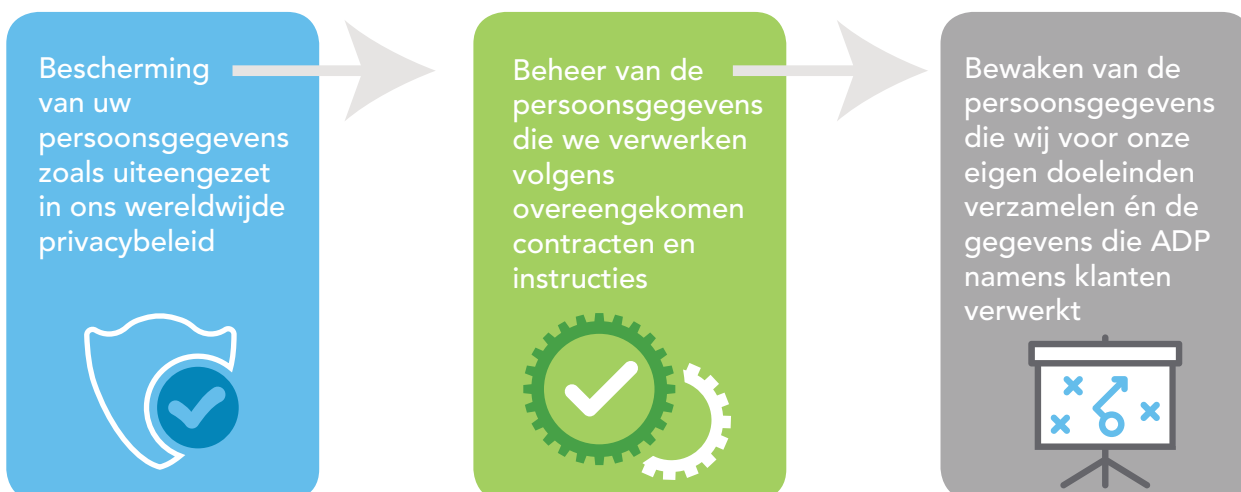 Bescherming
van uw
persoonsgegevens
zoals uiteengezet
in ons wereldwijde
privacybeleid
Beheer van de
persoonsgegevens
die we verwerken
volgens
overeengekomen
contracten en
instructies
Bewaken van de
persoonsgegevens
die wij voor onze
eigen doeleinden
verzamelen én de
gegevens die ADP
namens klanten
verwerkt